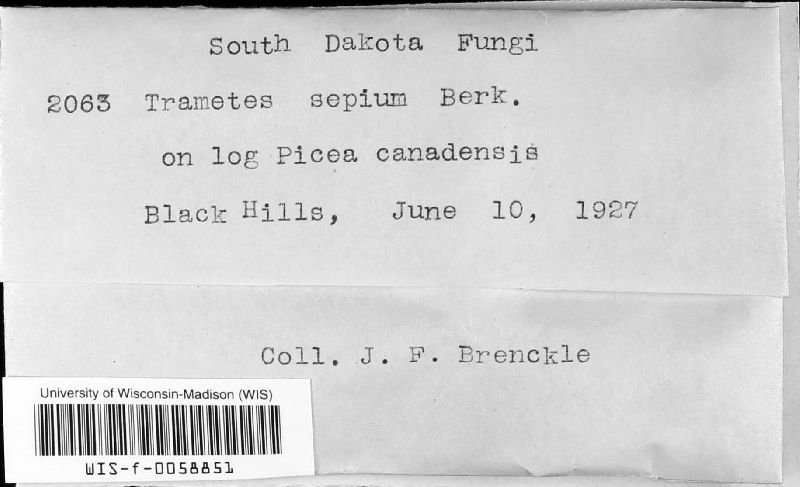 South Dakota Fungi
2063 Trametes sepium Berk.
on log Picea canadensis
Black Hills, June 10, 1927
Coll. J. F. Brenckle
University of Wisconsin-Madison (WIS)
WIS-f-0058851